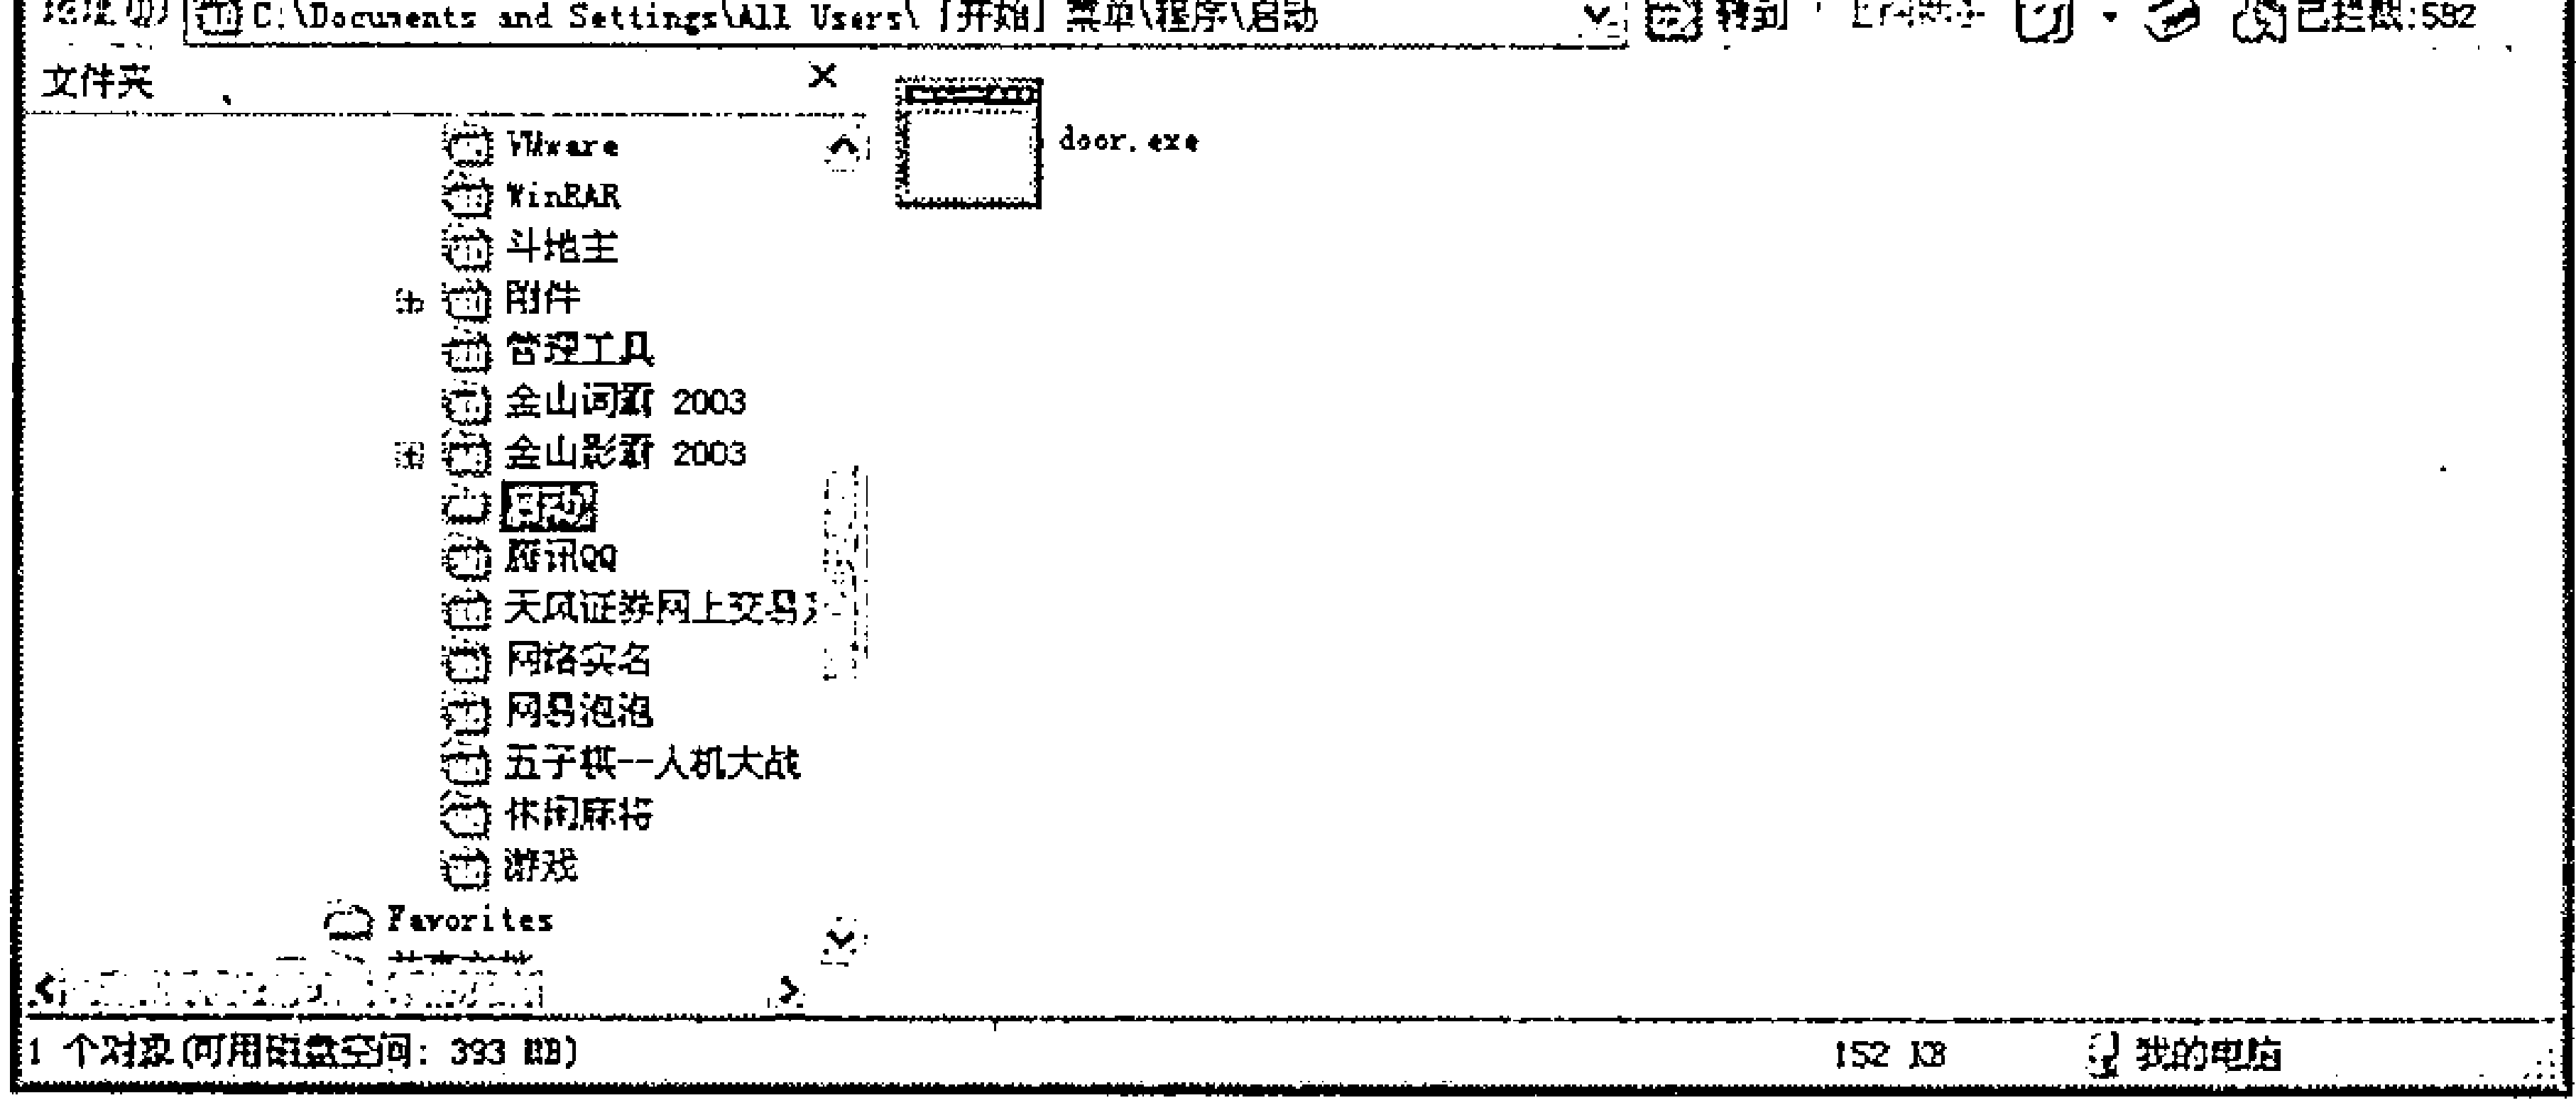 C:\Documents and Settings\All Users\「开始」菜单\程序\启动
转到
已拦截:592
文件夹
door.exe
VMware
WinRAR
斗地主
附件
管理工具
金山词霸 2003
金山影霸 2003
启动
腾讯QQ
天风证券网上交易
网络实名
网易泡泡
五子棋--人机大战
休闲麻将
游戏
Favorites
1 个对象(可用磁盘空间: 393 MB)
152 KB
我的电脑